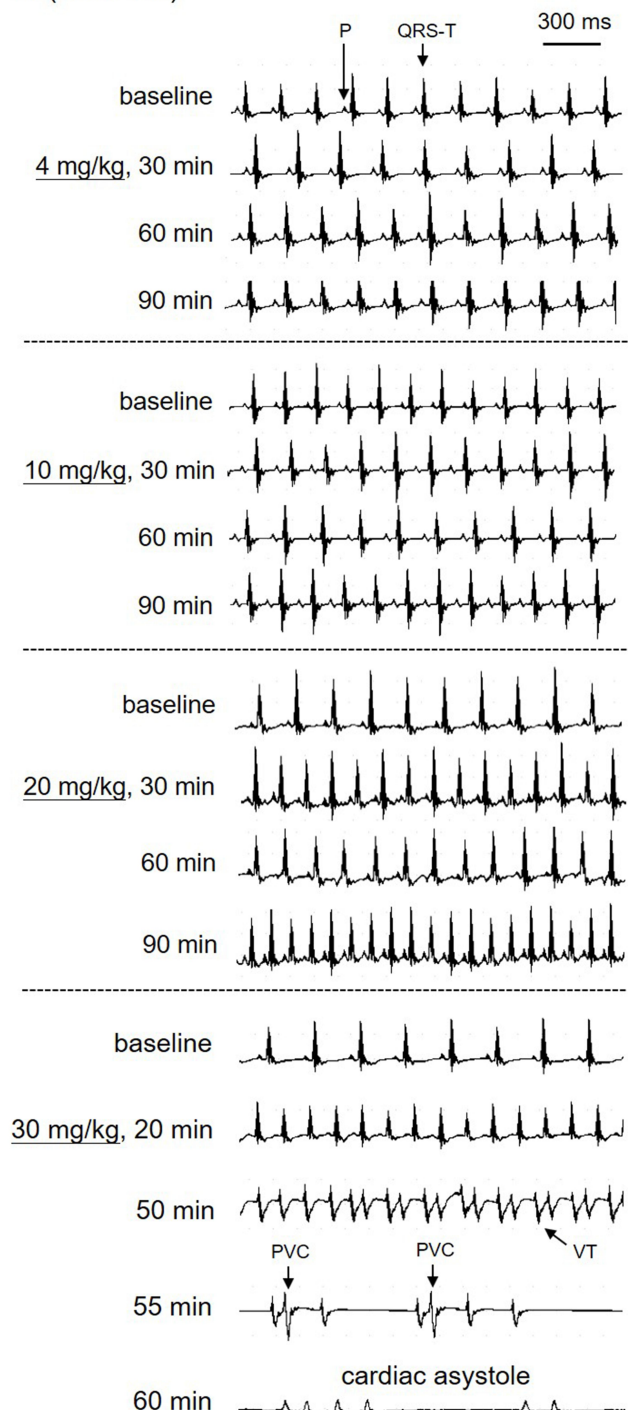 300 ms
P QRS-T
baseline
4 mg/kg, 30 min
60 min
90 min
baseline
10 mg/kg, 30 min
60 min
90 min
baseline
20 mg/kg, 30 min
60 min
90 min
baseline
30 mg/kg, 20 min
50 min
VT
PVC PVC
55 min
cardiac asystole
60 min